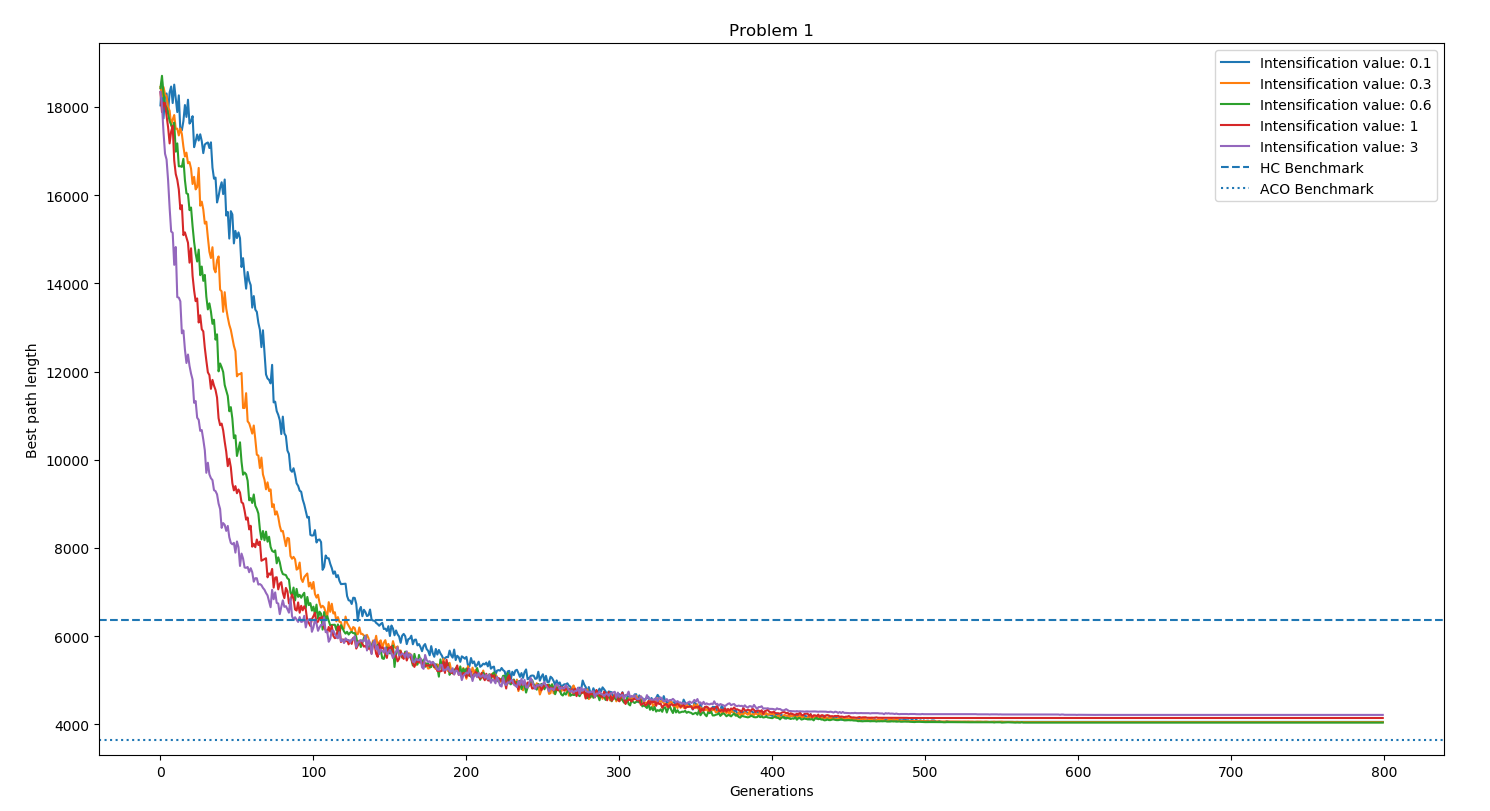 Problem 1
Intensification value: 0.1
Intensification value: 0.3
Intensification value: 0.6
Intensification value: 1
Intensification value: 3
HC Benchmark
ACO Benchmark
Best path length
18000
16000
14000
12000
10000
8000
6000
4000
0 100 200 300 400 500 600 700 800
Generations